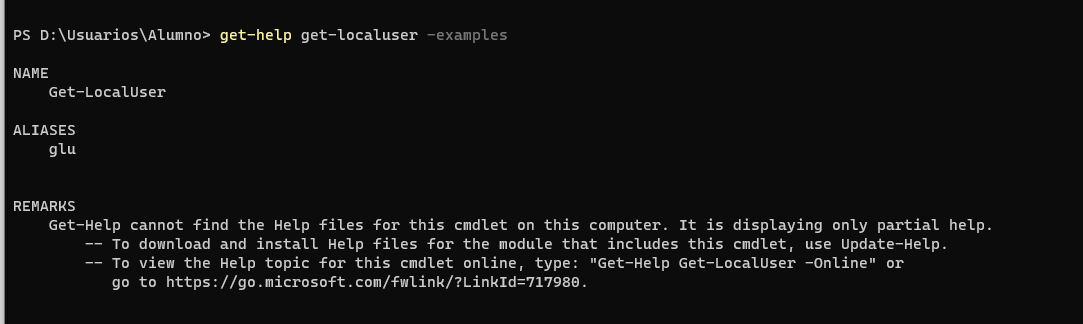 PS D:\Usuarios\Alumno> get-help get-localuser -examples
NAME
Get-LocalUser
ALIASES
glu
REMARKS
Get-Help cannot find the Help files for this cmdlet on this computer. It is displaying only partial help.
-- To download and install Help files for the module that includes this cmdlet, use Update-Help.
-- To view the Help topic for this cmdlet online, type: "Get-Help Get-LocalUser -Online" or
go to https://go.microsoft.com/fwlink/?LinkId=717980.